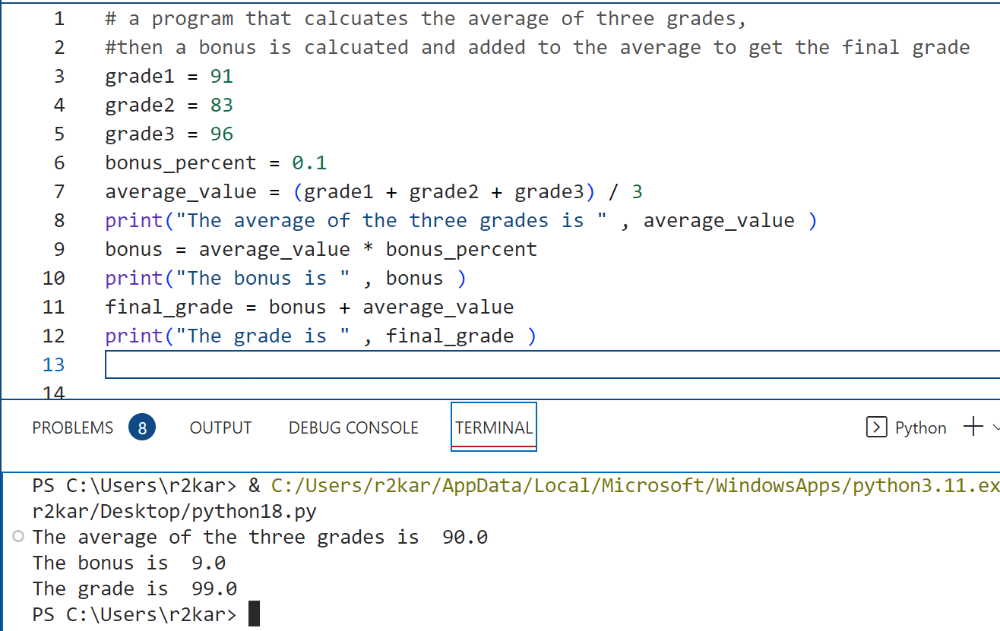 1 # a program that calcuates the average of three grades,
2 #then a bonus is calcuated and added to the average to get the final grade
3 grade1 = 91
4 grade2 = 83
5 grade3 = 96
6 bonus_percent = 0.1
7 average_value = (grade1 + grade2 + grade3) / 3
8 print("The average of the three grades is " , average_value )
9 bonus = average_value * bonus_percent
10 print("The bonus is " , bonus )
11 final_grade = bonus + average_value
12 print("The grade is " , final_grade )
13
14
PROBLEMS 8 OUTPUT DEBUG CONSOLE TERMINAL Python
PS C:\Users\r2kar> & C:/Users/r2kar/AppData/Local/Microsoft/WindowsApps/python3.11.ex
r2kar/Desktop/python18.py
The average of the three grades is  90.0
The bonus is  9.0
The grade is  99.0
PS C:\Users\r2kar>